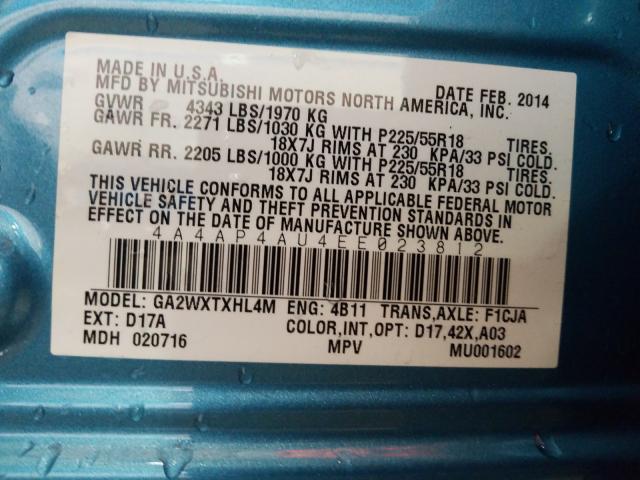 MADE IN U.S.A.
MFD BY MITSUBISHI MOTORS NORTH AMERICA, INC. DATE FEB. 2014
GVWR 4343 LBS/1970 KG
GAWR FR. 2271 LBS/1030 KG WITH P225/55R18 TIRES.
18X7J RIMS AT 230 KPA/33 PSI COLD.
GAWR RR. 2205 LBS/1000 KG WITH P225/55R18 TIRES.
18X7J RIMS AT 230 KPA/33 PSI COLD.
THIS VEHICLE CONFORMS TO ALL APPLICABLE FEDERAL MOTOR
VEHICLE SAFETY AND THEFT PREVENTION STANDARDS IN
EFFECT ON THE DATE OF MANUFACTURE SHOWN ABOVE.
4A4AP4AU4EE023812
MODEL: GA2WXTXHL4M ENG: 4B11 TRANS,AXLE: F1CJA
EXT: D17A COLOR,INT,OPT: D17,42X,A03
MDH 020716 MPV MU001602